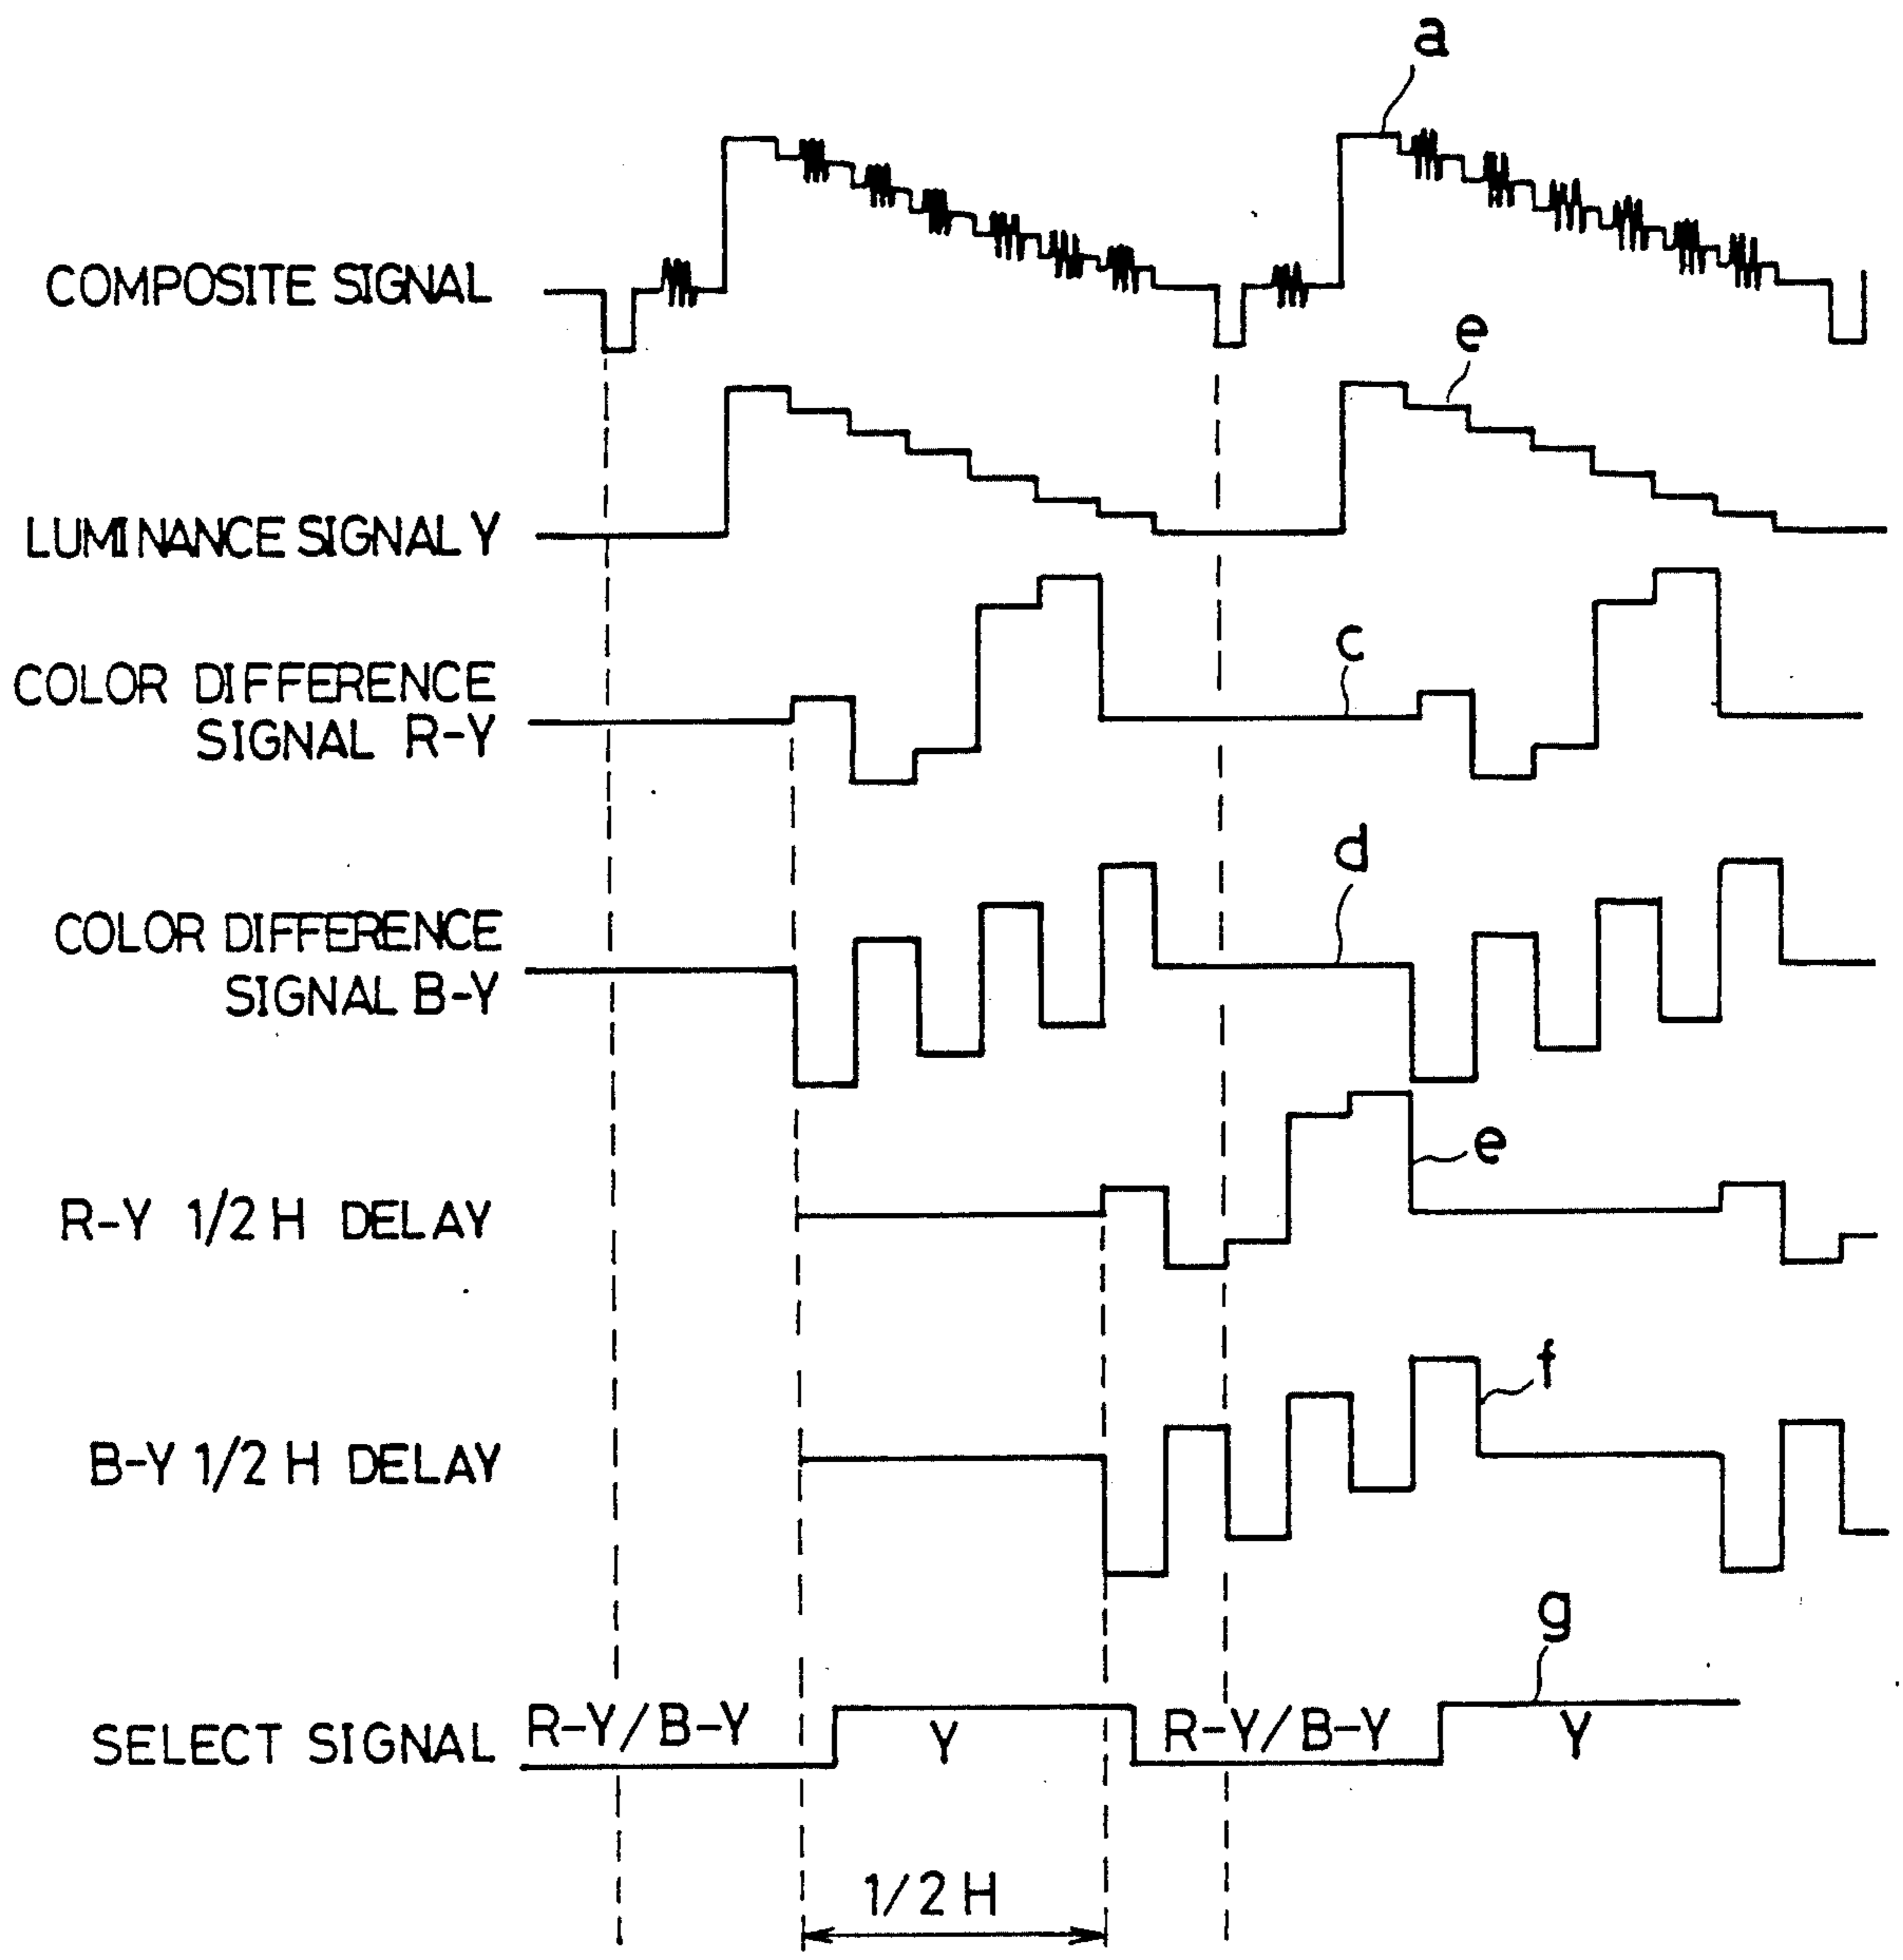 a
COMPOSITE SIGNAL
e
LUMINANCE SIGNAL Y
c
COLOR DIFFERENCE
SIGNAL R-Y
d
COLOR DIFFERENCE
SIGNAL B-Y
e
R-Y 1/2 H DELAY
f
B-Y 1/2 H DELAY
g
SELECT SIGNAL R-Y/B-Y Y R-Y/B-Y Y
1/2 H